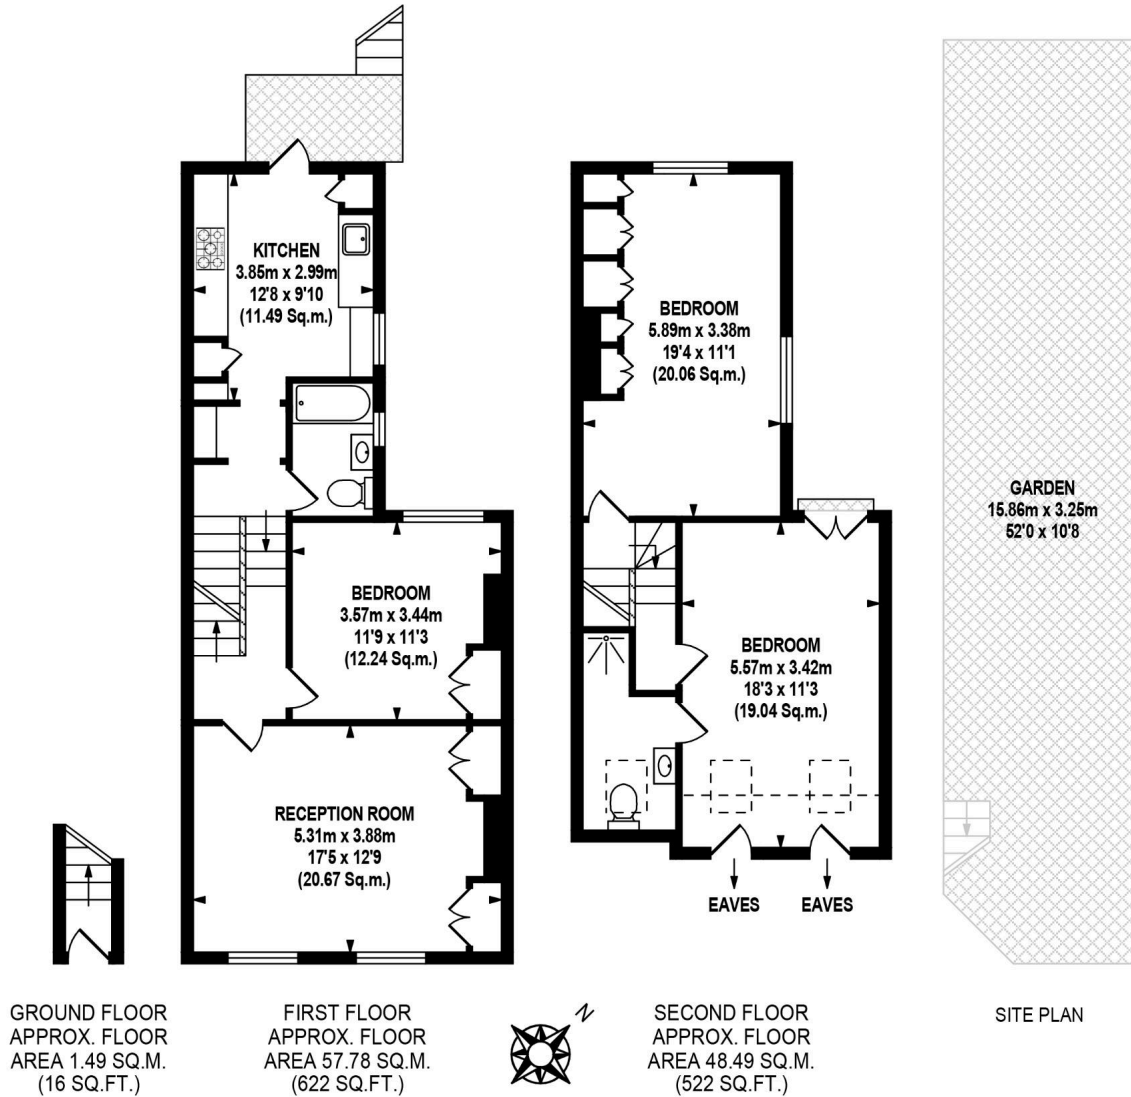 KITCHEN
3.85m x 2.99m
12'8 x 9'10
(11.49 Sq.m.)
BEDROOM
5.89m x 3.38m
19'4 x 11'1
(20.06 Sq.m.)
GARDEN
15.86m x 3.25m
52'0 x 10'8
BEDROOM
3.57m x 3.44m
11'9 x 11'3
(12.24 Sq.m.)
BEDROOM
5.57m x 3.42m
18'3 x 11'3
(19.04 Sq.m.)
RECEPTION ROOM
5.31m x 3.88m
17'5 x 12'9
(20.67 Sq.m.)
EAVES
EAVES
GROUND FLOOR
APPROX. FLOOR
AREA 1.49 SQ.M.
(16 SQ.FT.)
FIRST FLOOR
APPROX. FLOOR
AREA 57.78 SQ.M.
(622 SQ.FT.)
N
SECOND FLOOR
APPROX. FLOOR
AREA 48.49 SQ.M.
(522 SQ.FT.)
SITE PLAN